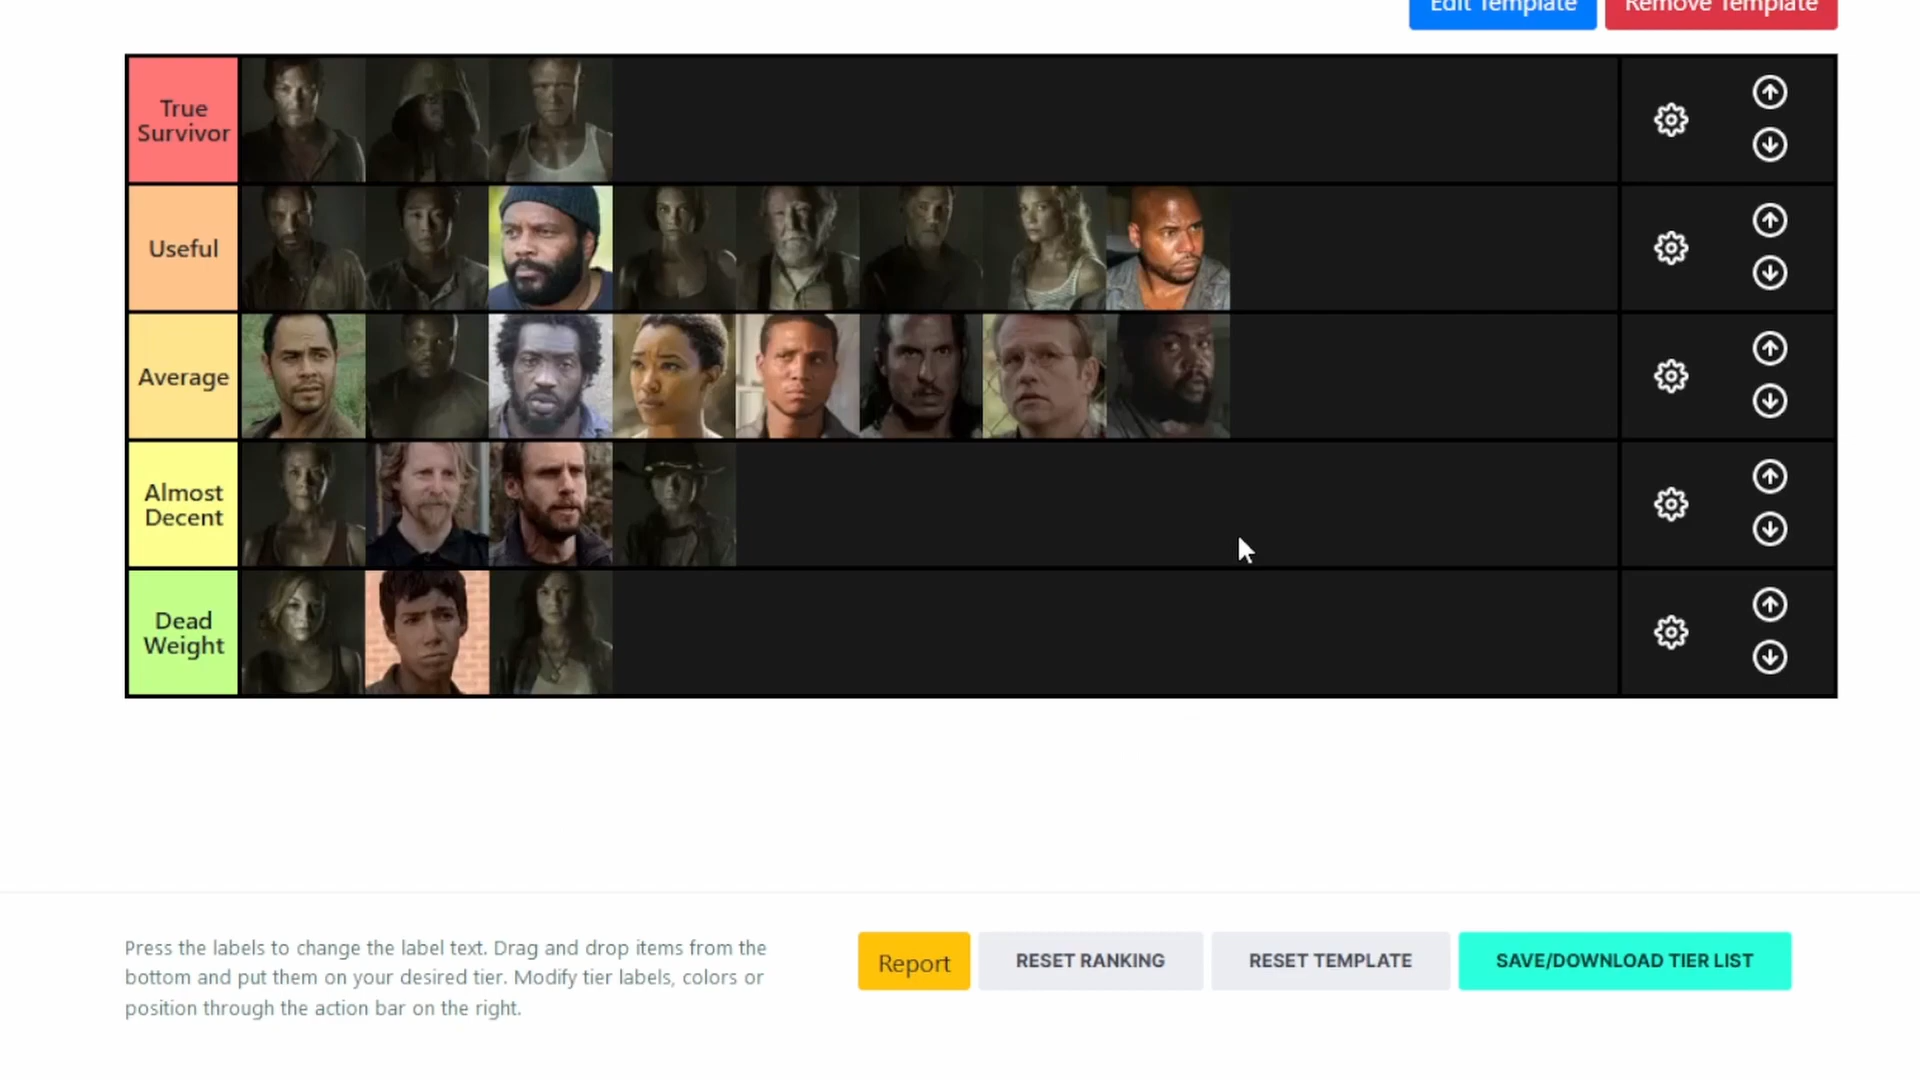 Edit Template
Remove Template
True
Survivor
Useful
Average
Almost
Decent
Dead
Weight
Press the labels to change the label text. Drag and drop items from the
bottom and put them on your desired tier. Modify tier labels, colors or
position through the action bar on the right.
Report
RESET RANKING
RESET TEMPLATE
SAVE/DOWNLOAD TIER LIST